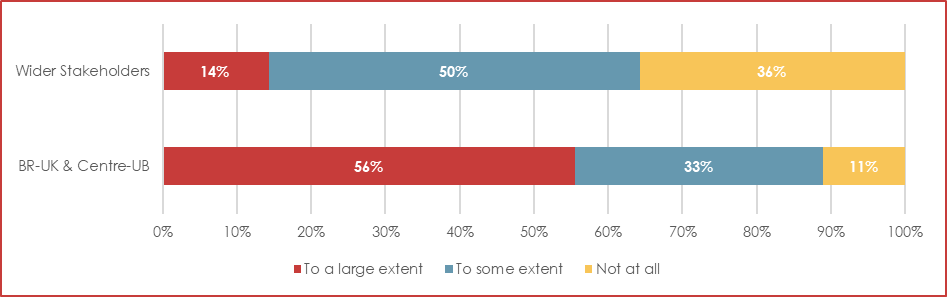 Wider Stakeholders 14% 50% 36%
BR-UK & Centre-UB 56% 33% 11%
0% 10% 20% 30% 40% 50% 60% 70% 80% 90% 100%
To a large extent To some extent Not at all